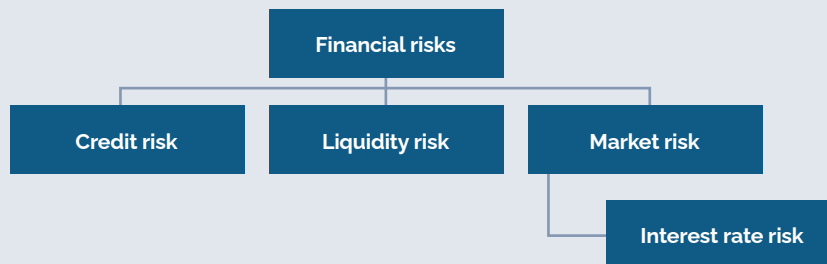 Financial risks
Credit risk
Liquidity risk
Market risk
Interest rate risk